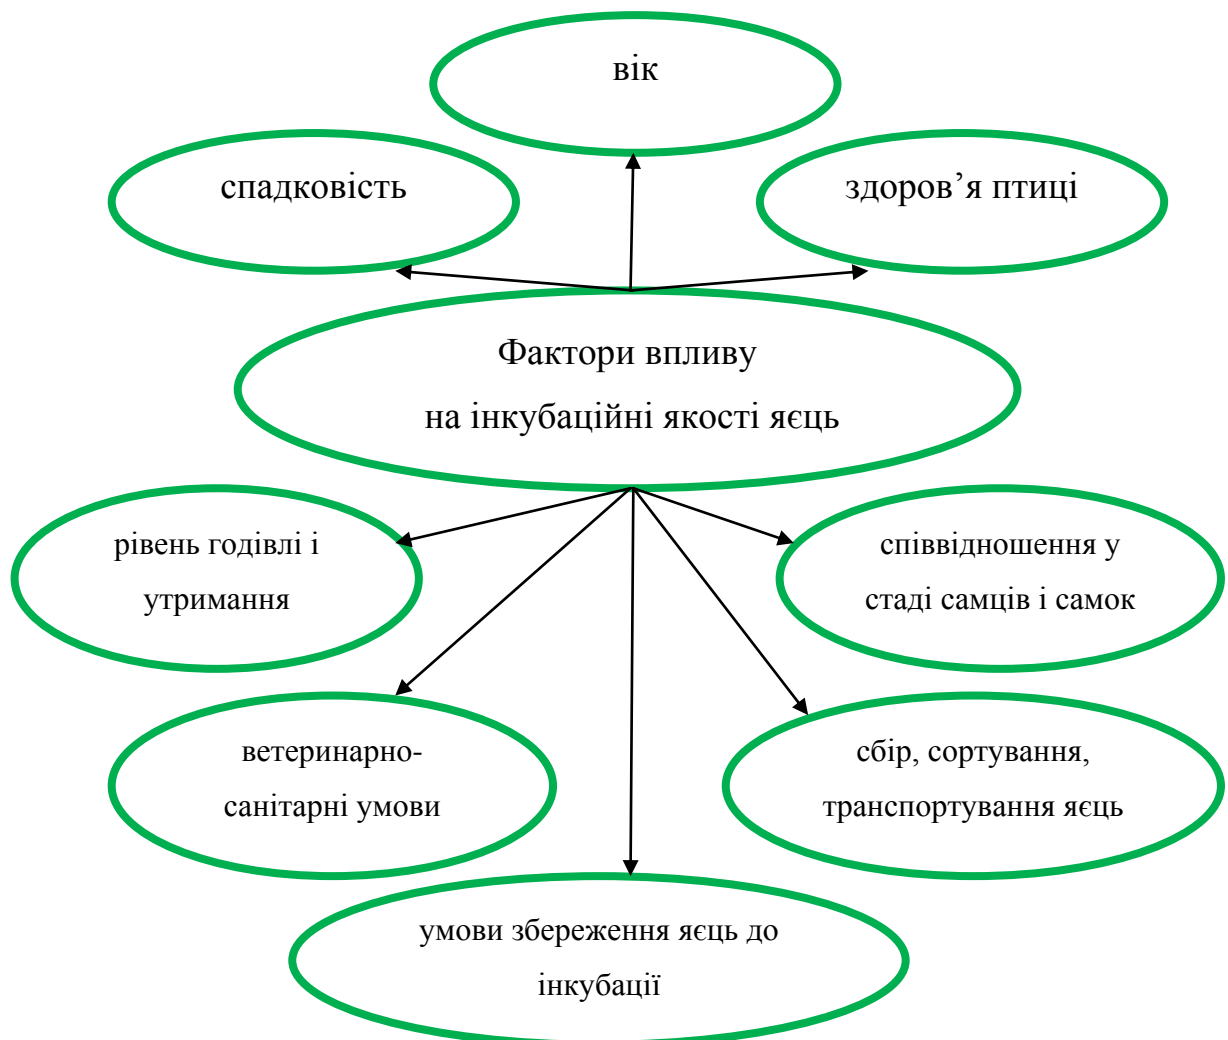 вік
спадковість
здоров’я птиці
Фактори впливу
на інкубаційні якості яєць
рівень годівлі і
утримання
співвідношення у
стаді самців і самок
ветеринарно-
санітарні умови
сбір, сортування,
транспортування яєць
умови збереження яєць до
інкубації